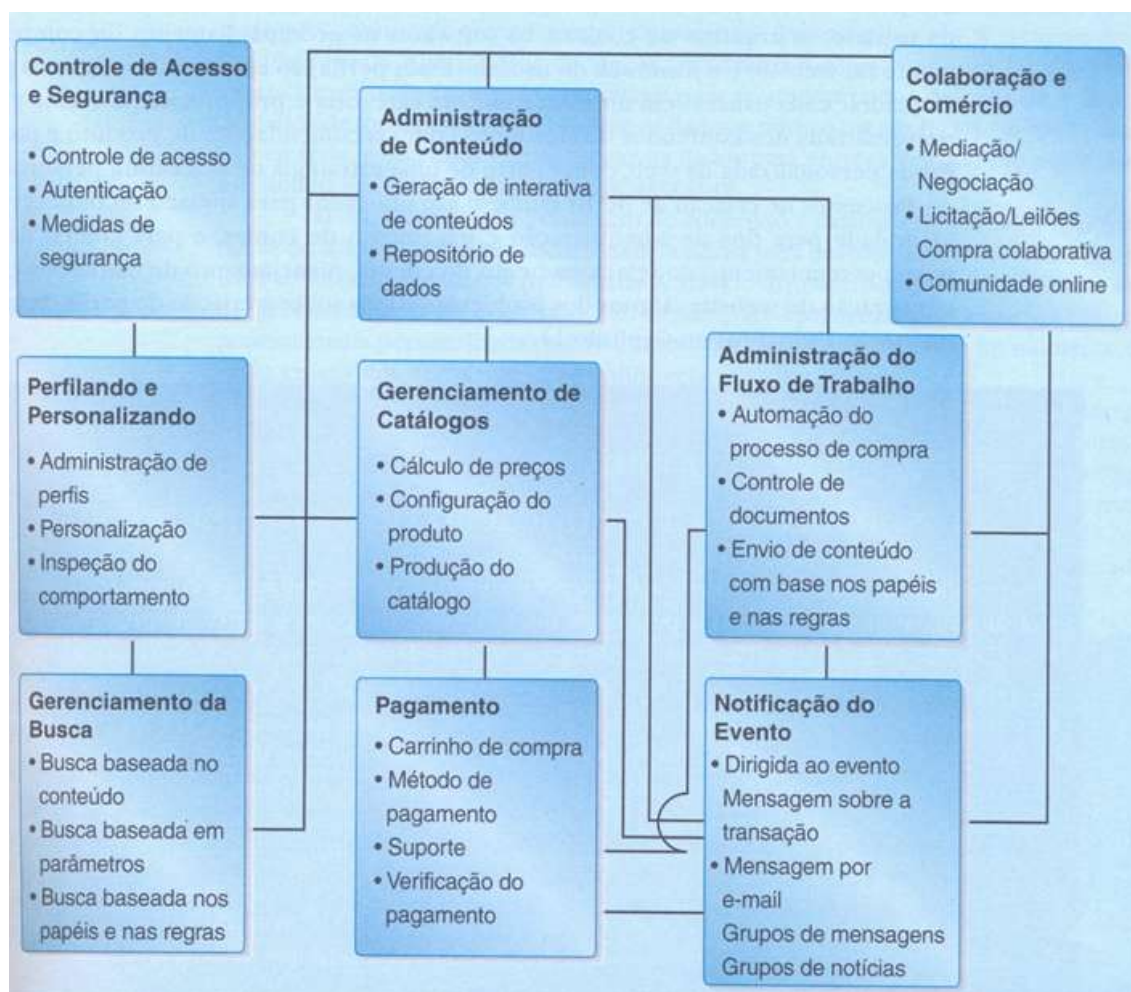 Controle de Acesso
e Segurança
• Controle de acesso
• Autenticação
• Medidas de
segurança
Administração
de Conteúdo
• Geração de interativa
de conteúdos
• Repositório de
dados
Colaboração e
Comércio
• Mediação/
Negociação
• Licitação/Leilões
Compra colaborativa
• Comunidade online
Perfilando e
Personalizando
• Administração de
perfis
• Personalização
• Inspeção do
comportamento
Gerenciamento de
Catálogos
• Cálculo de preços
• Configuração do
produto
• Produção do
catálogo
Administração do
Fluxo de Trabalho
• Automação do
processo de compra
• Controle de
documentos
• Envio de conteúdo
com base nos papéis
e nas regras
Gerenciamento da
Busca
• Busca baseada no
conteúdo
• Busca baseada em
parâmetros
• Busca baseada nos
papéis e nas regras
Pagamento
• Carrinho de compra
• Método de
pagamento
• Suporte
• Verificação do
pagamento
Notificação do
Evento
• Dirigida ao evento
Mensagem sobre a
transação
• Mensagem por
e-mail
Grupos de mensagens
Grupos de notícias